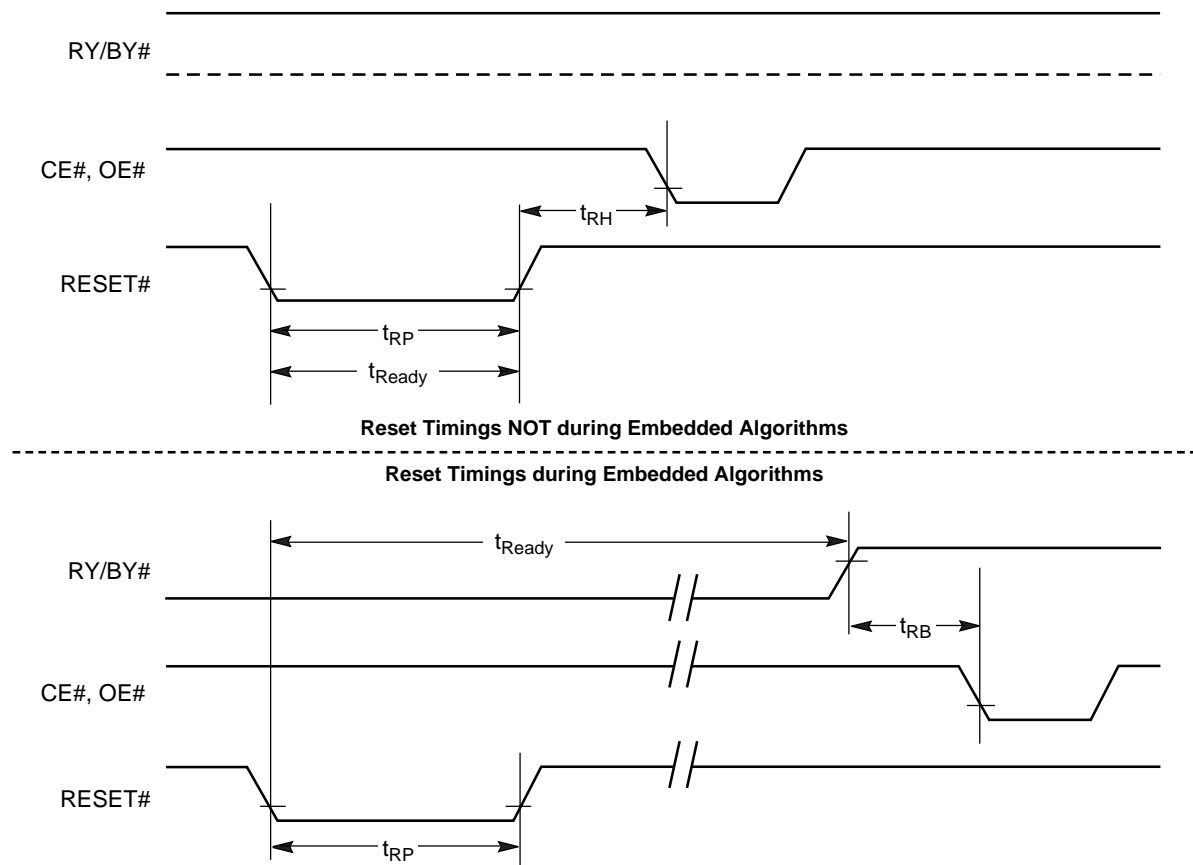 RY/BY#
CE#, OE#
tRH
RESET#
tRP
tReady
Reset Timings NOT during Embedded Algorithms
Reset Timings during Embedded Algorithms
tReady
RY/BY#
tRB
CE#, OE#
RESET#
tRP